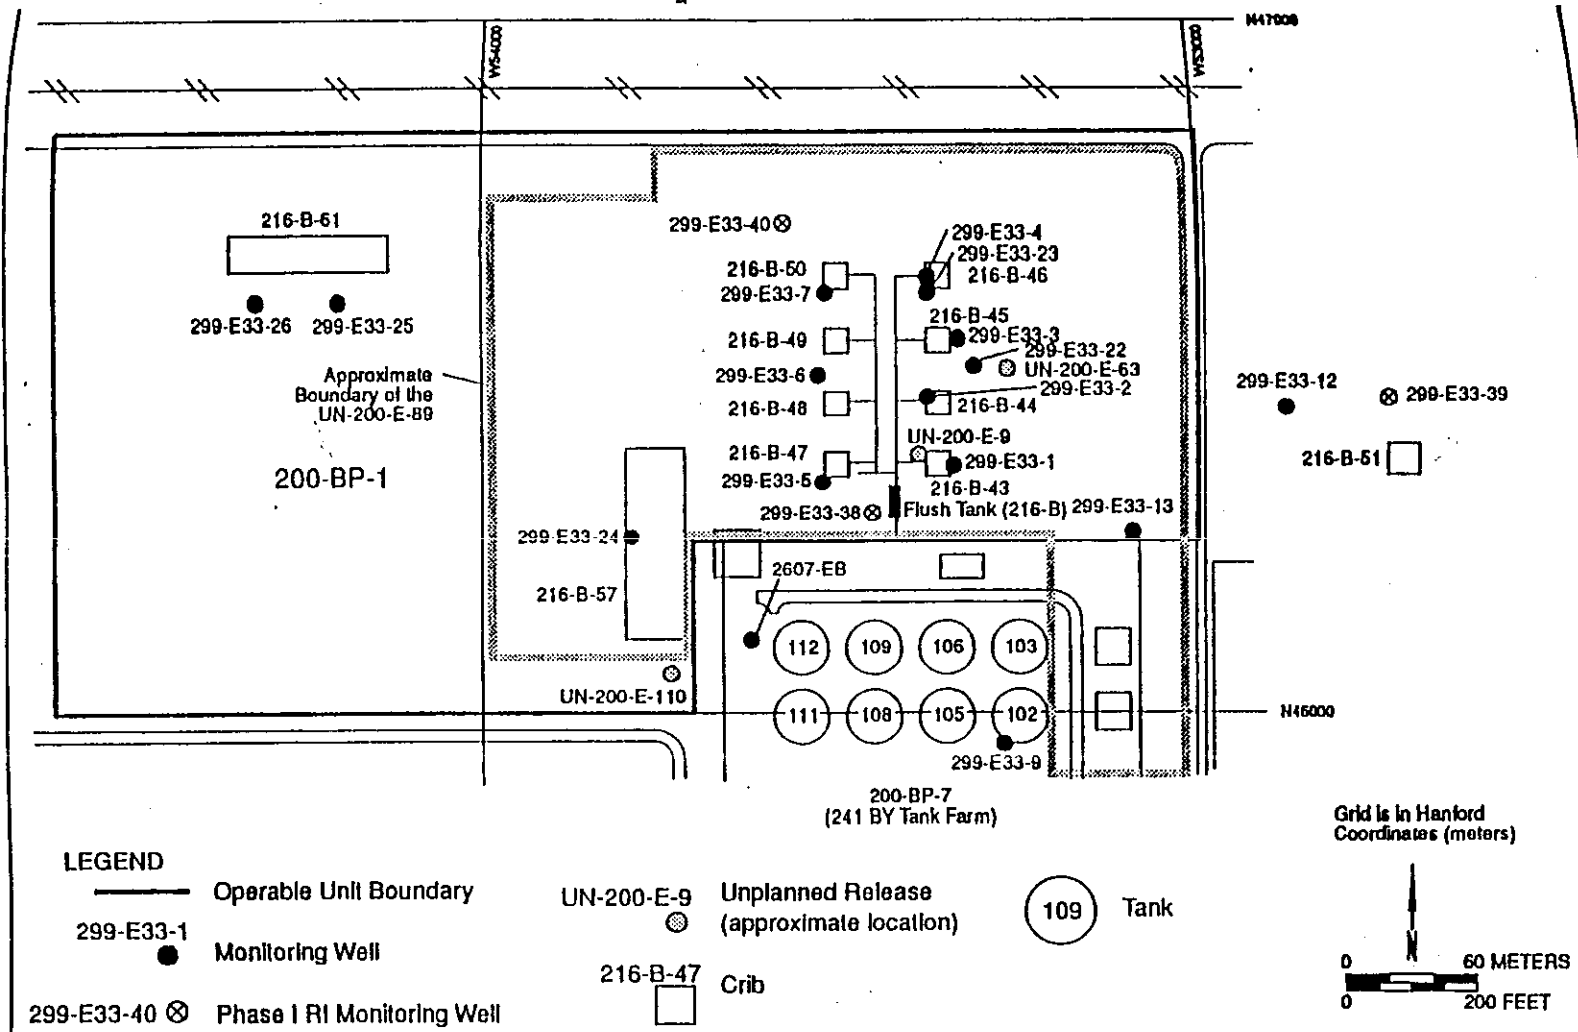 N47000
W54000
W53000
216-B-61
299-E33-26
299-E33-25
Approximate
Boundary of the
UN-200-E-89
200-BP-1
299-E33-40
299-E33-4
299-E33-23
216-B-50
216-B-46
299-E33-7
216-B-45
216-B-49
299-E33-3
299-E33-22
299-E33-6
UN-200-E-63
299-E33-2
216-B-48
216-B-44
299-E33-12
299-E33-39
UN-200-E-9
216-B-47
299-E33-1
216-B-51
299-E33-5
216-B-43
299-E33-38
Flush Tank (216-B)
299-E33-13
299-E33-24
2607-EB
216-B-57
112
109
106
103
UN-200-E-110
111
108
105
102
N46000
299-E33-9
200-BP-7
(241 BY Tank Farm)
Grid is in Hanford
Coordinates (meters)
LEGEND
Operable Unit Boundary
299-E33-1
Monitoring Well
299-E33-40
Phase I RI Monitoring Well
UN-200-E-9
Unplanned Release
(approximate location)
216-B-47
Crib
109
Tank
N
0 60 METERS
0 200 FEET